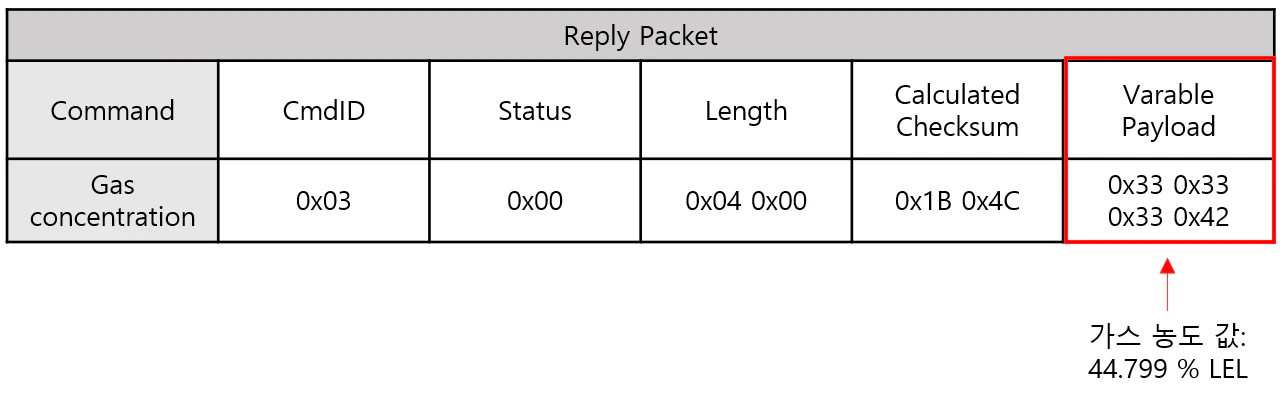 Reply Packet
Command
CmdID
Status
Length
Calculated
Checksum
Varable
Payload
Gas
concentration
0x03
0x00
0x04 0x00
0x1B 0x4C
0x33 0x33
0x33 0x42
가스 농도 값:
44.799 % LEL